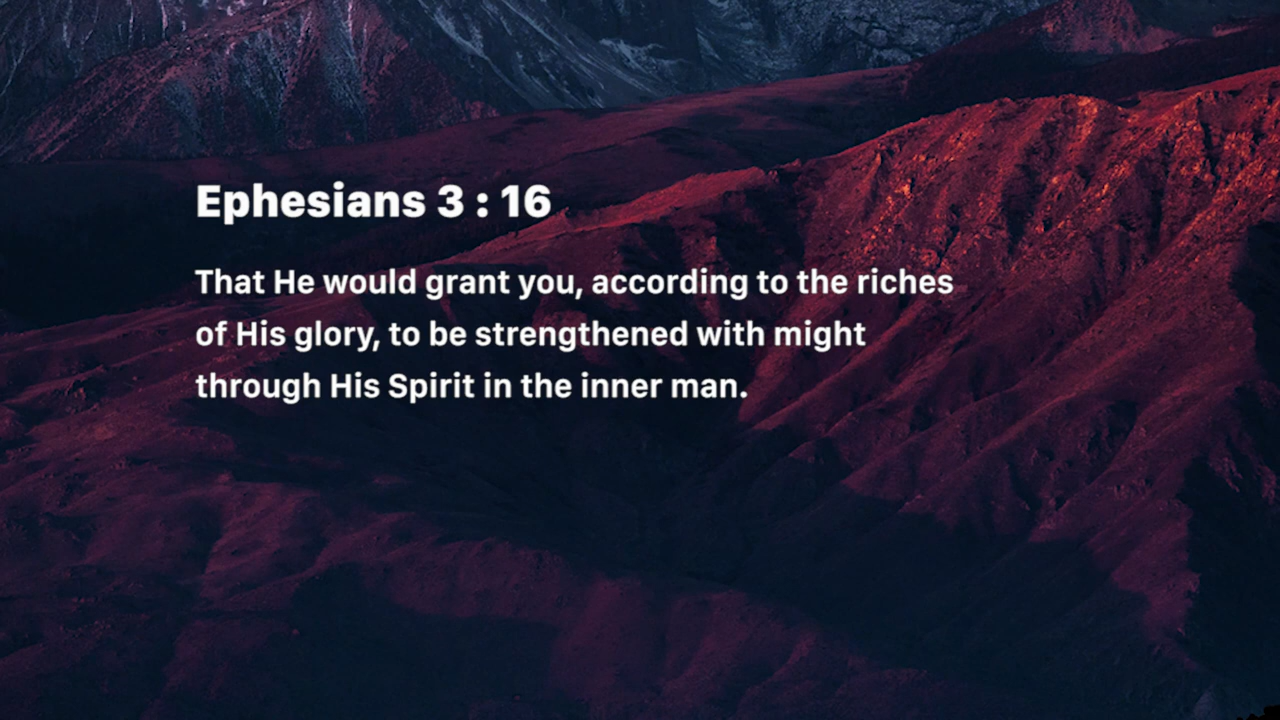 Ephesians 3 : 16
That He would grant you, according to the riches
of His glory, to be strengthened with might
through His Spirit in the inner man.